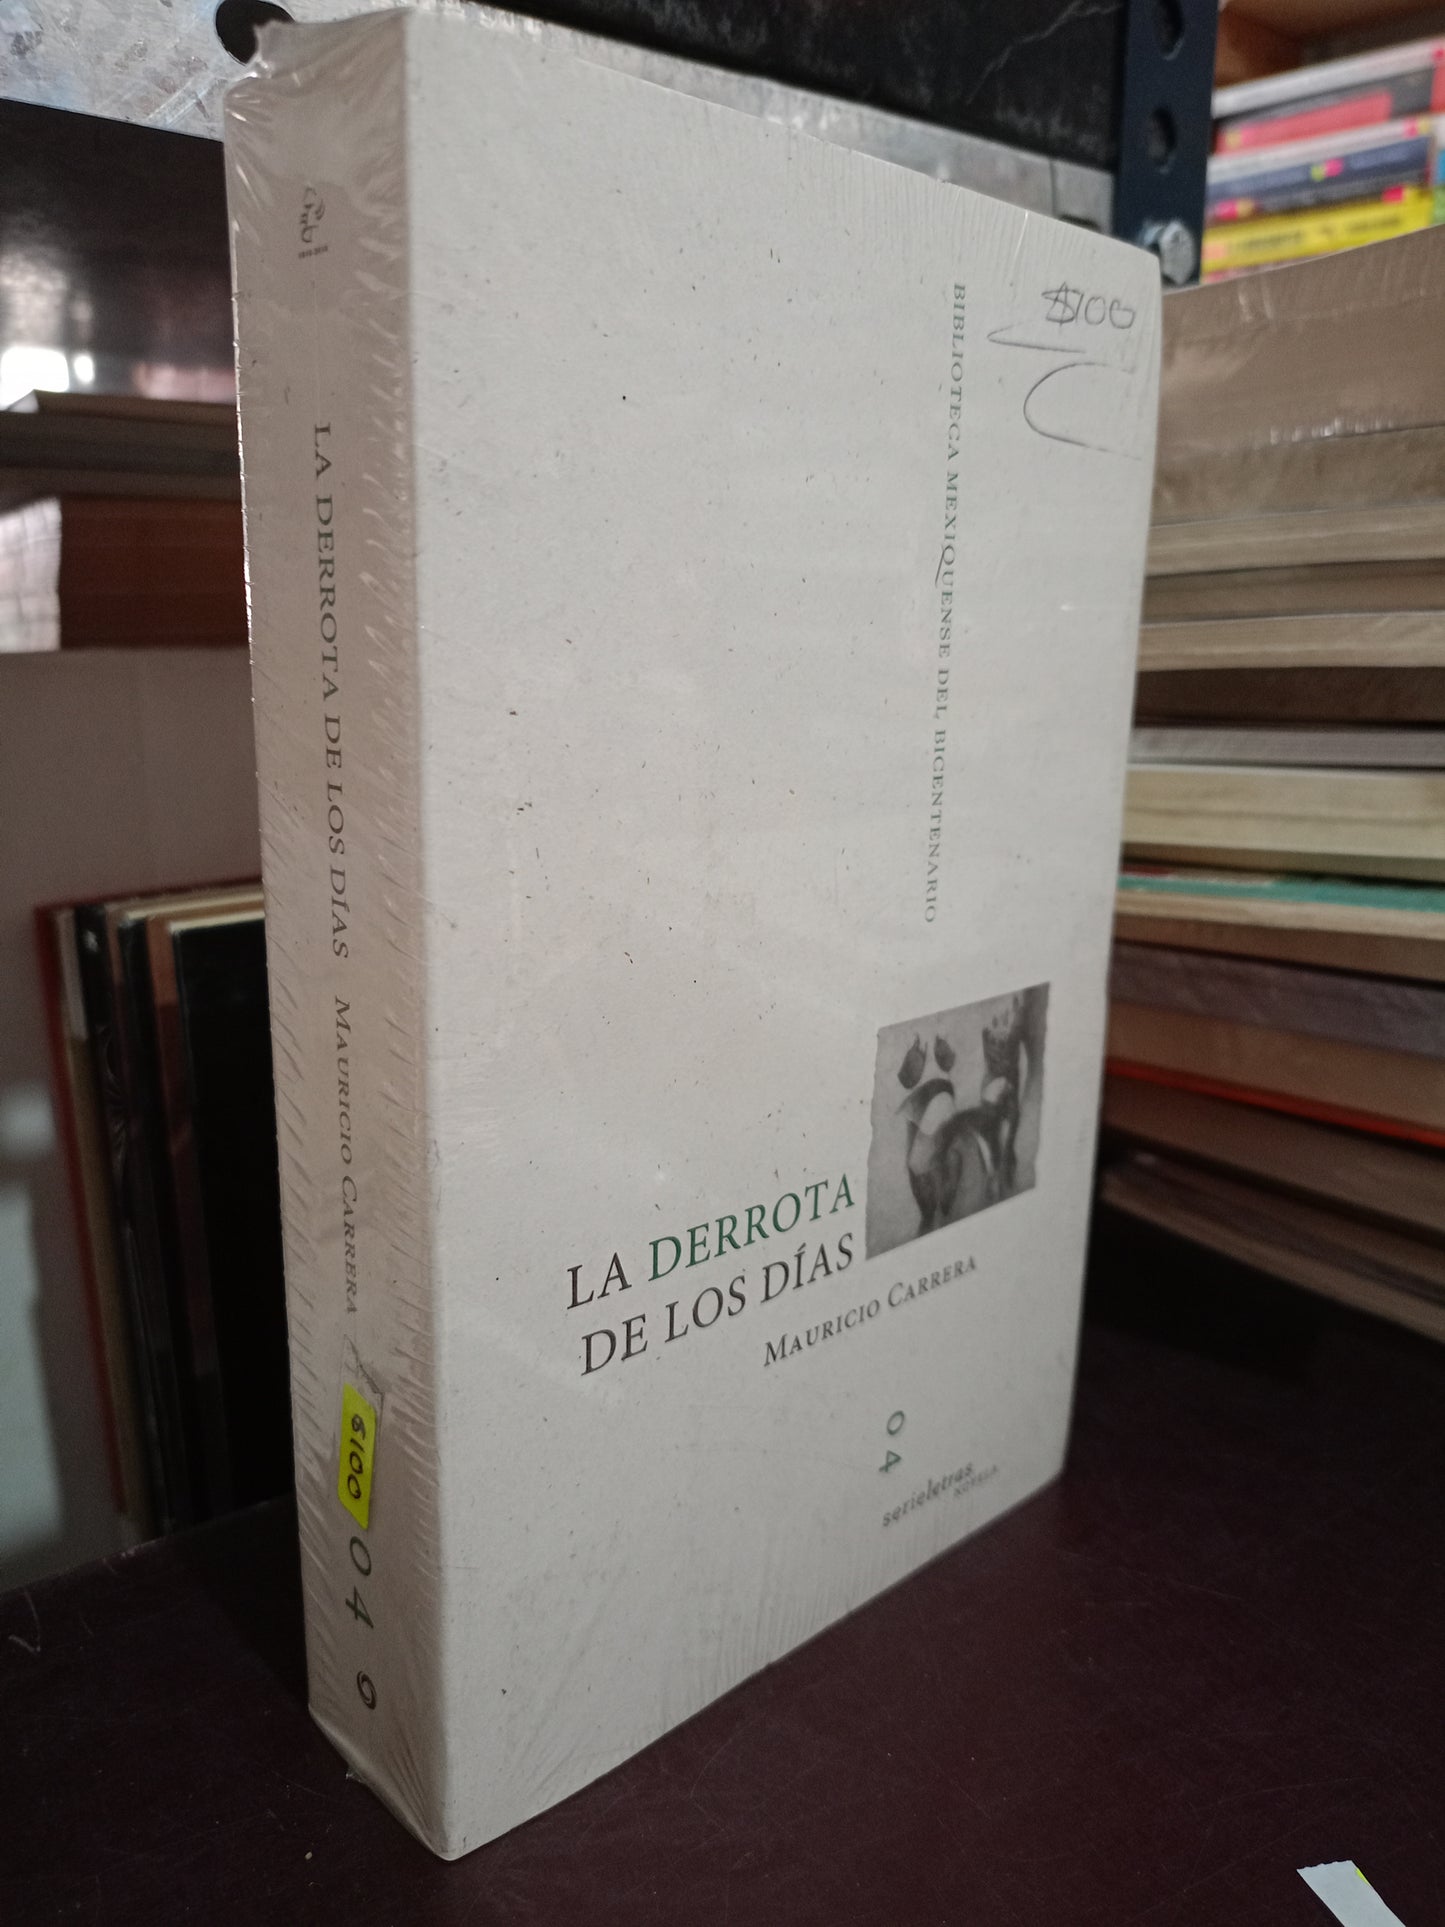 LA DERROTA DE LOS DÍAS MAURICIO CARRERA
$100
04
BIBLIOTECA MEXIQUENSE DEL BICENTENARIO
$100
LA DERROTA
DE LOS DÍAS
MAURICIO CARRERA
04
serieletras
NOVELA